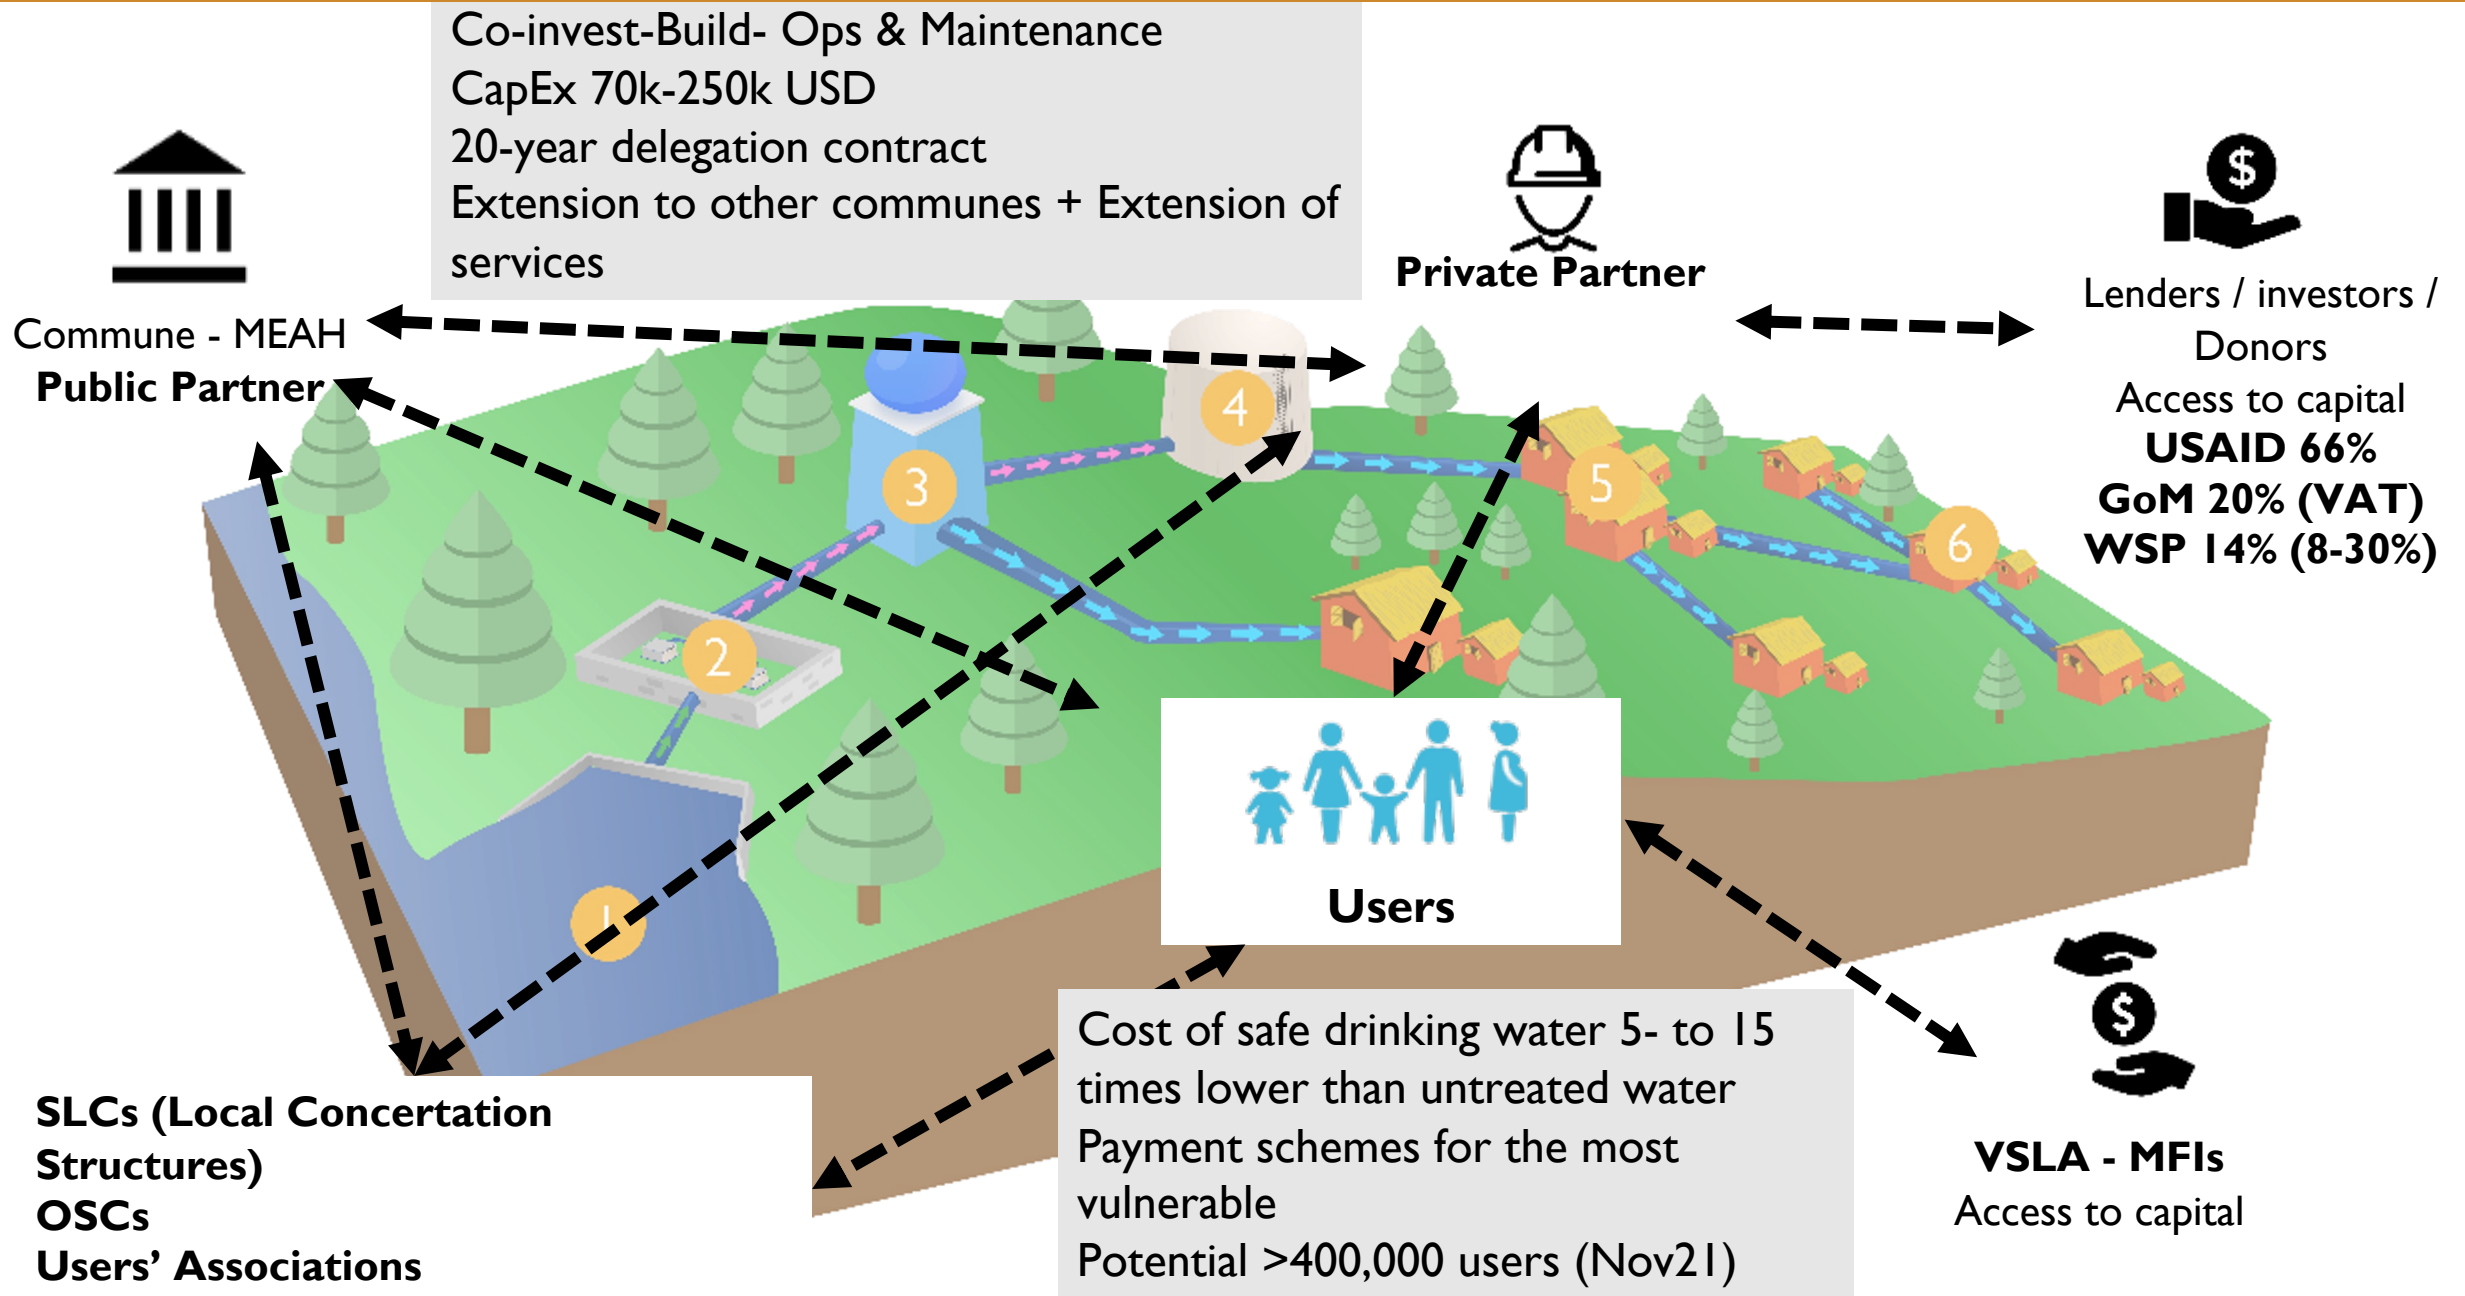 Co-invest-Build- Ops & Maintenance
CapEx 70k-250k USD
20-year delegation contract
Extension to other communes + Extension of
services
Commune - MEAH
Public Partner
Private Partner
Lenders / investors /
Donors
Access to capital
USAID 66%
GoM 20% (VAT)
WSP 14% (8-30%)
4
3
5
6
2
1
Users
Cost of safe drinking water 5- to 15
times lower than untreated water
Payment schemes for the most
vulnerable
Potential >400,000 users (Nov21)
SLCs (Local Concertation
Structures)
OSCs
Users’ Associations
$
$
VSLA - MFIs
Access to capital